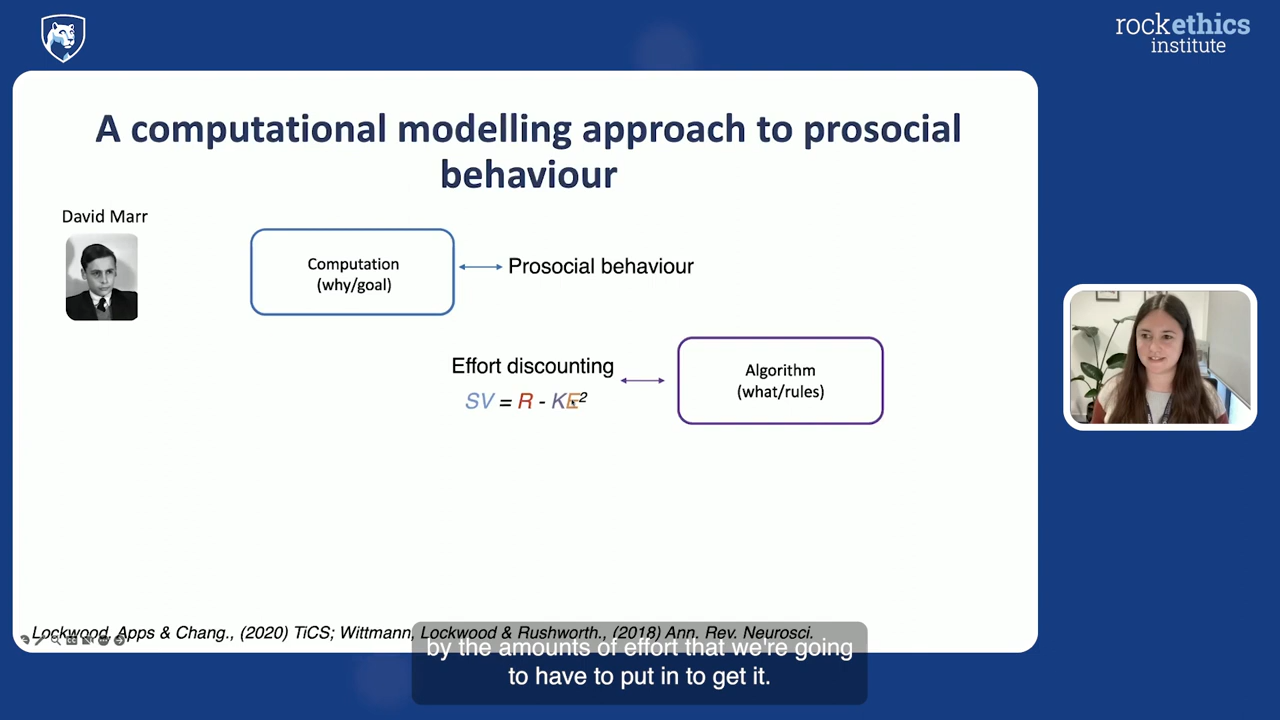 rockethics
institute
A computational modelling approach to prosocial
behaviour
David Marr
Computation
(why/goal)
Prosocial behaviour
Effort discounting
SV = R - KE²
Algorithm
(what/rules)
Lockwood, Apps & Chang., (2020) TiCS; Wittmann, Lockwood & Rushworth., (2018) Ann. Rev. Neurosci.
by the amounts of effort that we're going
to have to put in to get it.